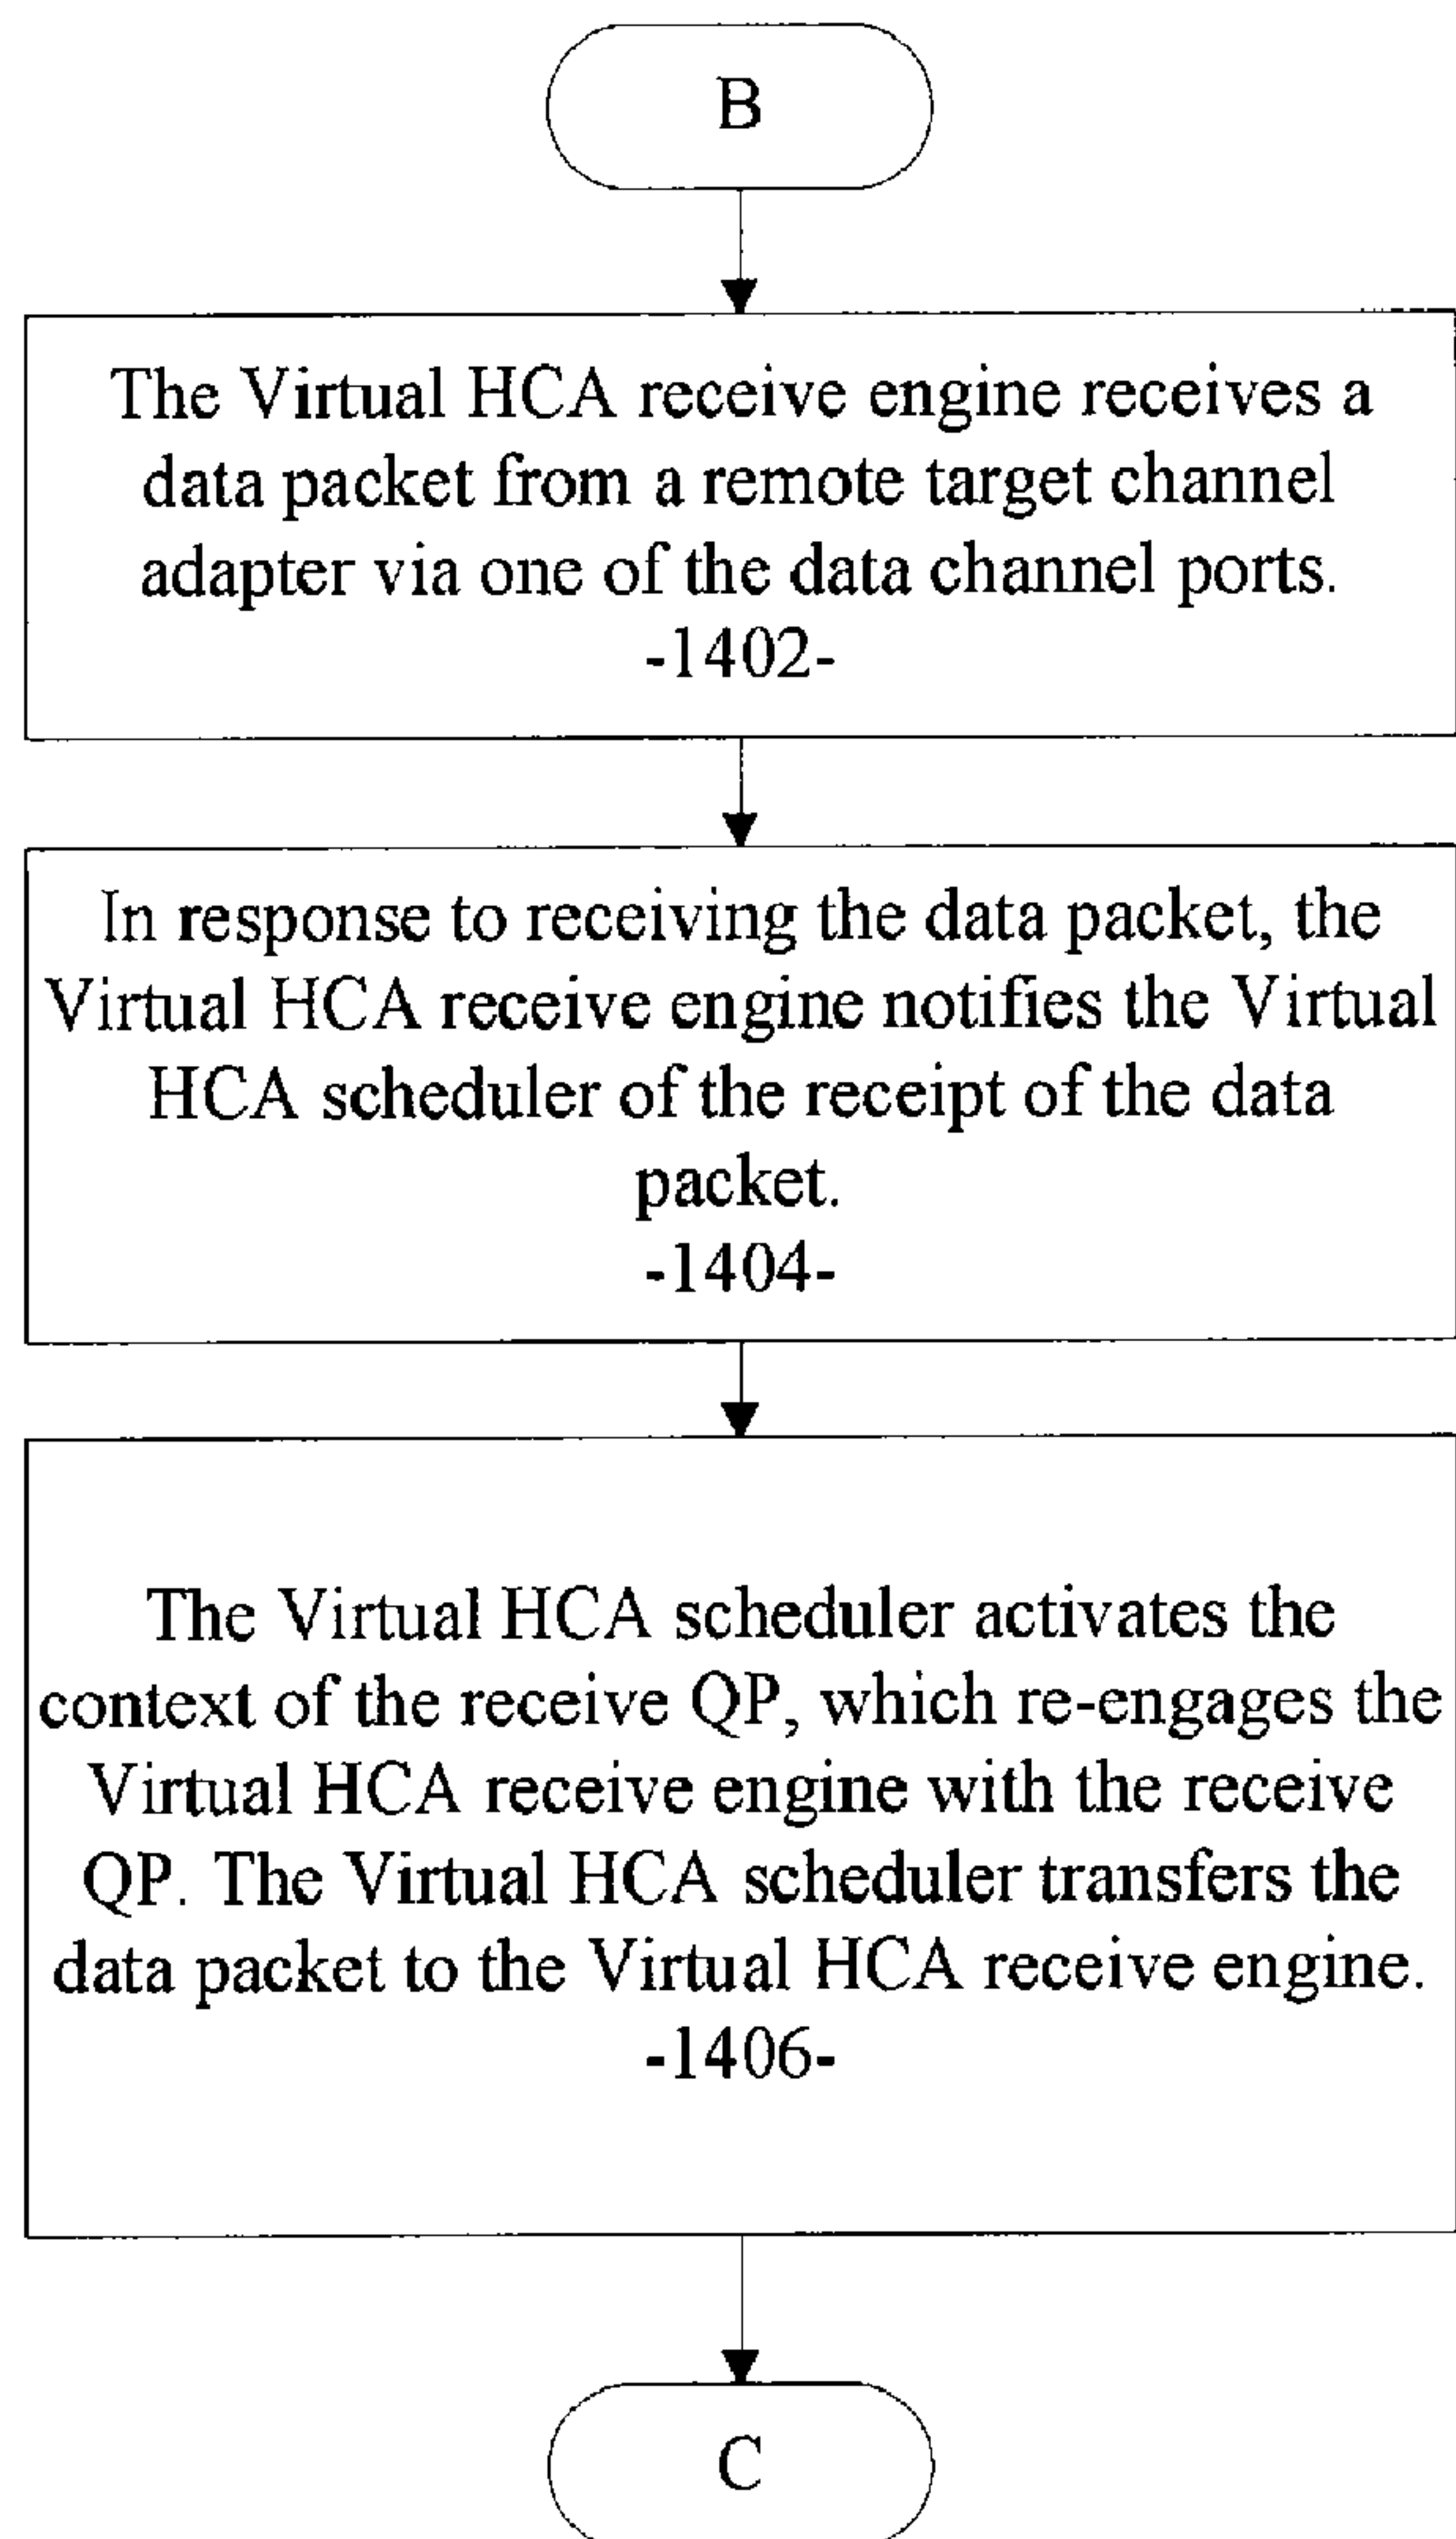 B
The Virtual HCA receive engine receives a
data packet from a remote target channel
adapter via one of the data channel ports.
-1402-
In response to receiving the data packet, the
Virtual HCA receive engine notifies the Virtual
HCA scheduler of the receipt of the data
packet.
-1404-
The Virtual HCA scheduler activates the
context of the receive QP, which re-engages the
Virtual HCA receive engine with the receive
QP. The Virtual HCA scheduler transfers the
data packet to the Virtual HCA receive engine.
-1406-
C